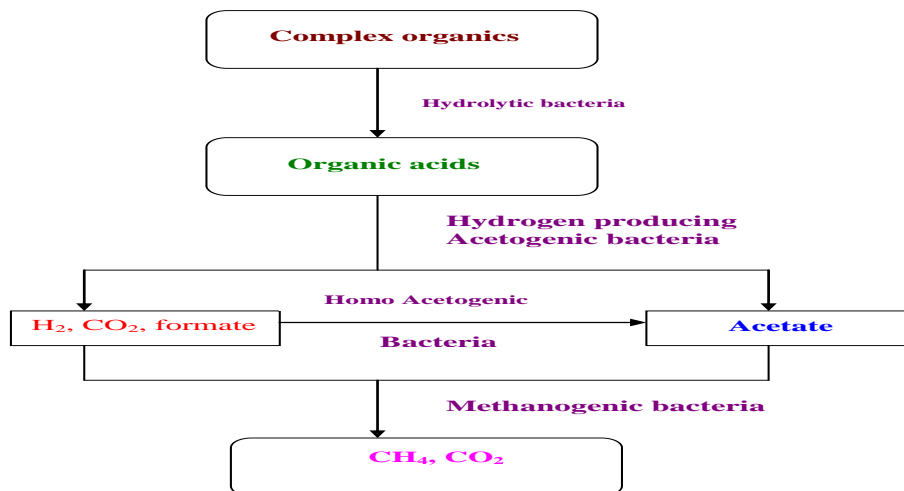 Complex organics
Hydrolytic bacteria
Organic acids
Hydrogen producing
Acetogenic bacteria
Homo Acetogenic
H₂, CO₂, formate
Acetate
Bacteria
Methanogenic bacteria
CH₄, CO₂